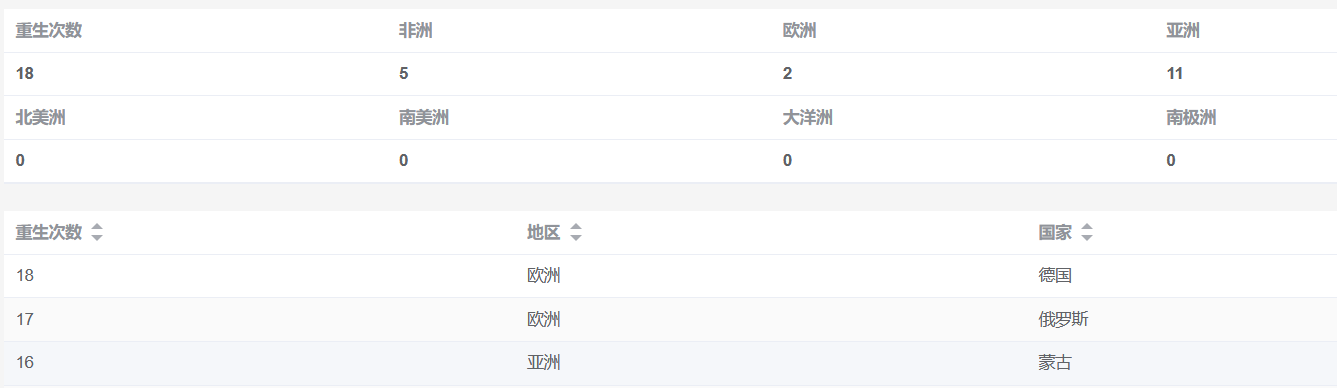 重生次数 非洲 欧洲 亚洲
18 5 2 11
北美洲 南美洲 大洋洲 南极洲
0 0 0 0
重生次数 地区 国家
18 欧洲 德国
17 欧洲 俄罗斯
16 亚洲 蒙古